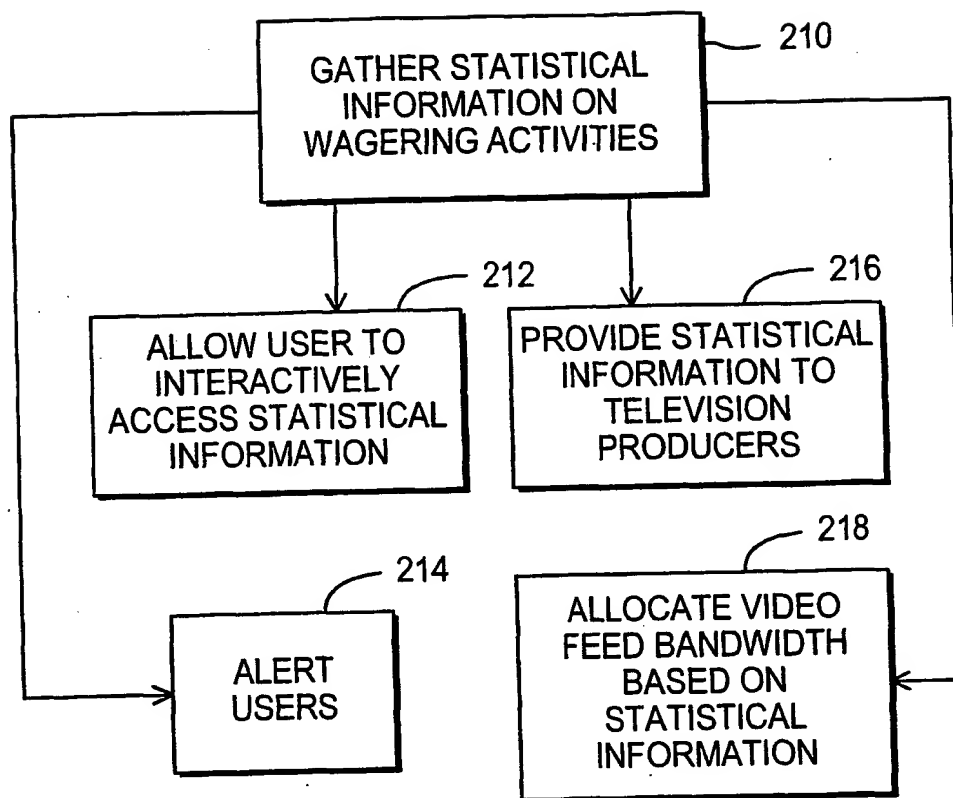 210
GATHER STATISTICAL
INFORMATION ON
WAGERING ACTIVITIES
212
ALLOW USER TO
INTERACTIVELY
ACCESS STATISTICAL
INFORMATION
216
PROVIDE STATISTICAL
INFORMATION TO
TELEVISION
PRODUCERS
214
ALERT
USERS
218
ALLOCATE VIDEO
FEED BANDWIDTH
BASED ON
STATISTICAL
INFORMATION